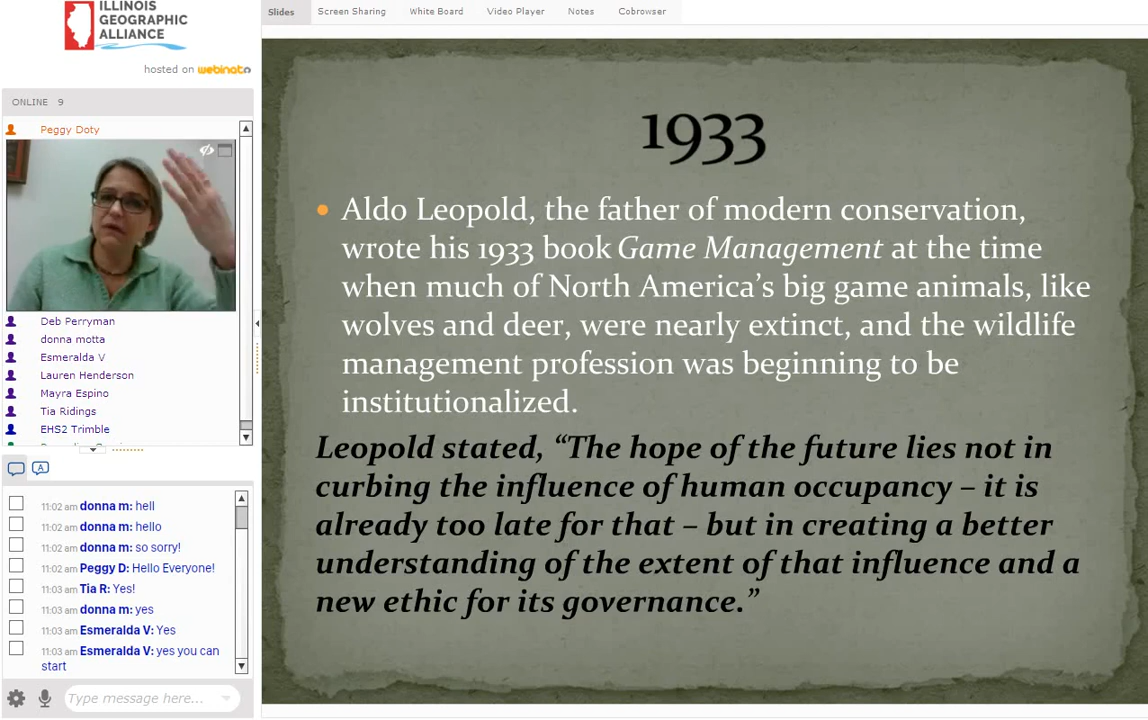 ILLINOIS
GEOGRAPHIC
ALLIANCE
hosted on webinato
ONLINE 9
Peggy Doty
Deb Perryman
donna motta
Esmeralda V
Lauren Henderson
Mayra Espino
Tia Ridings
EHS2 Trimble
A
11:02 am donna m: hell
11:02 am donna m: hello
11:02 am donna m: so sorry!
11:02 am Peggy D: Hello Everyone!
11:03 am Tia R: Yes!
11:03 am donna m: yes
11:03 am Esmeralda V: Yes
11:03 am Esmeralda V: yes you can
start
Type message here...
Slides Screen Sharing White Board Video Player Notes Cobrowser
1933
• Aldo Leopold, the father of modern conservation,
wrote his 1933 book Game Management at the time
when much of North America’s big game animals, like
wolves and deer, were nearly extinct, and the wildlife
management profession was beginning to be
institutionalized.
Leopold stated, “The hope of the future lies not in
curbing the influence of human occupancy – it is
already too late for that – but in creating a better
understanding of the extent of that influence and a
new ethic for its governance.”